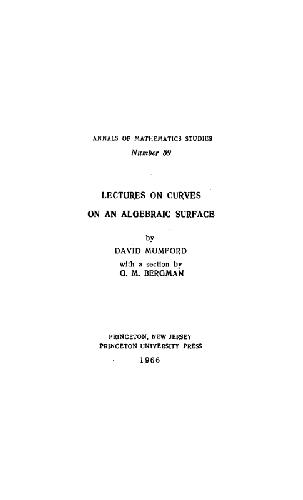 ANNALS OF MATHEMATICS STUDIES
Number 59
LECTURES ON CURVES
ON AN ALGEBRAIC SURFACE
by
DAVID MUMFORD
with a section by
G. M. BERGMAN
PRINCETON, NEW JERSEY
PRINCETON UNIVERSITY PRESS
1966